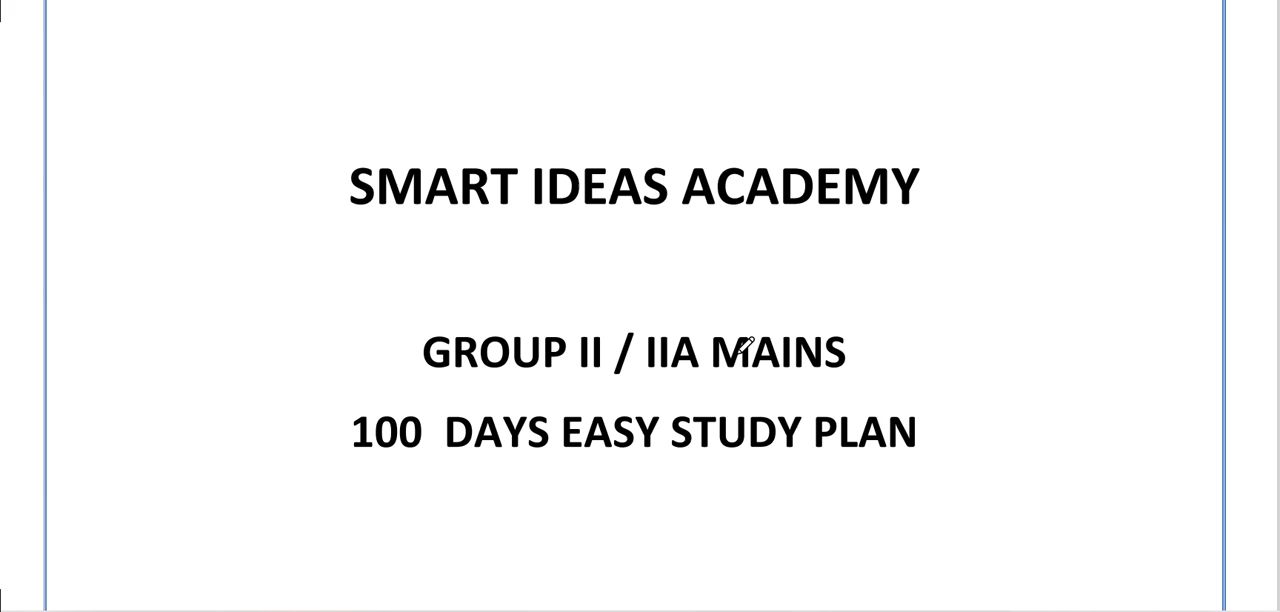 SMART IDEAS ACADEMY
GROUP II / IIA MAINS
100 DAYS EASY STUDY PLAN